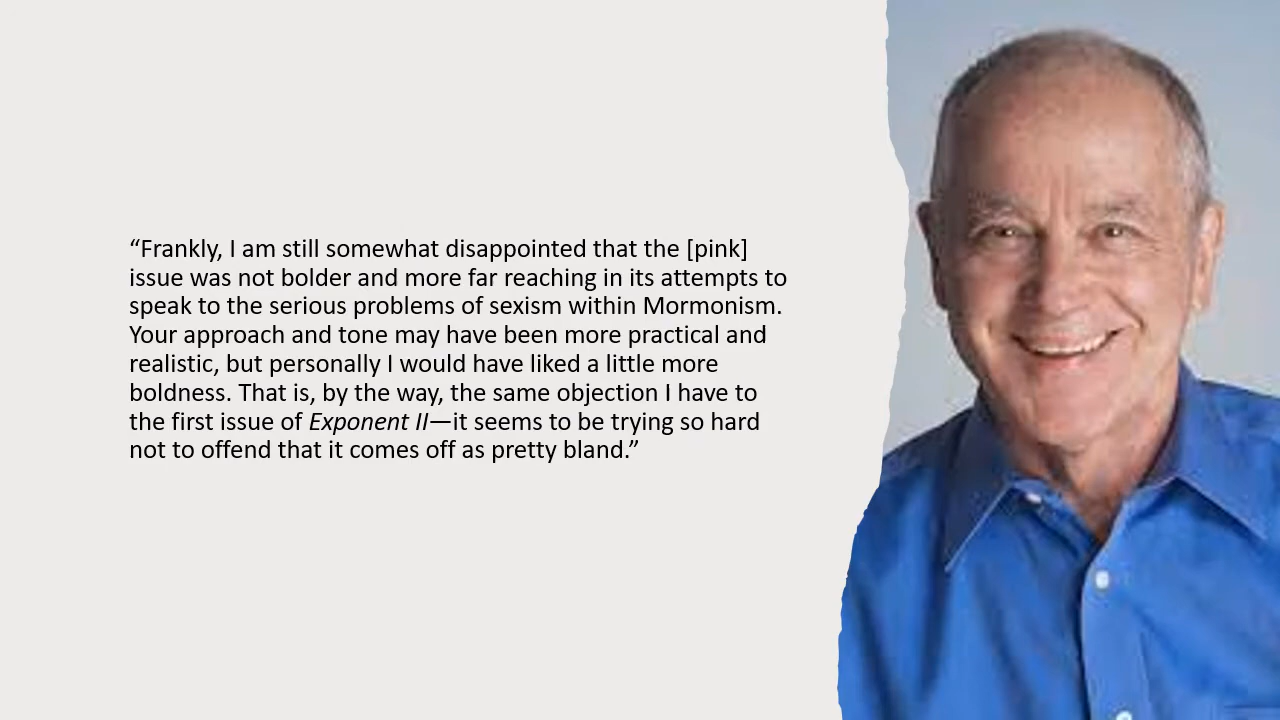 “Frankly, I am still somewhat disappointed that the [pink]
issue was not bolder and more far reaching in its attempts to
speak to the serious problems of sexism within Mormonism.
Your approach and tone may have been more practical and
realistic, but personally I would have liked a little more
boldness. That is, by the way, the same objection I have to
the first issue of Exponent II—it seems to be trying so hard
not to offend that it comes off as pretty bland.”